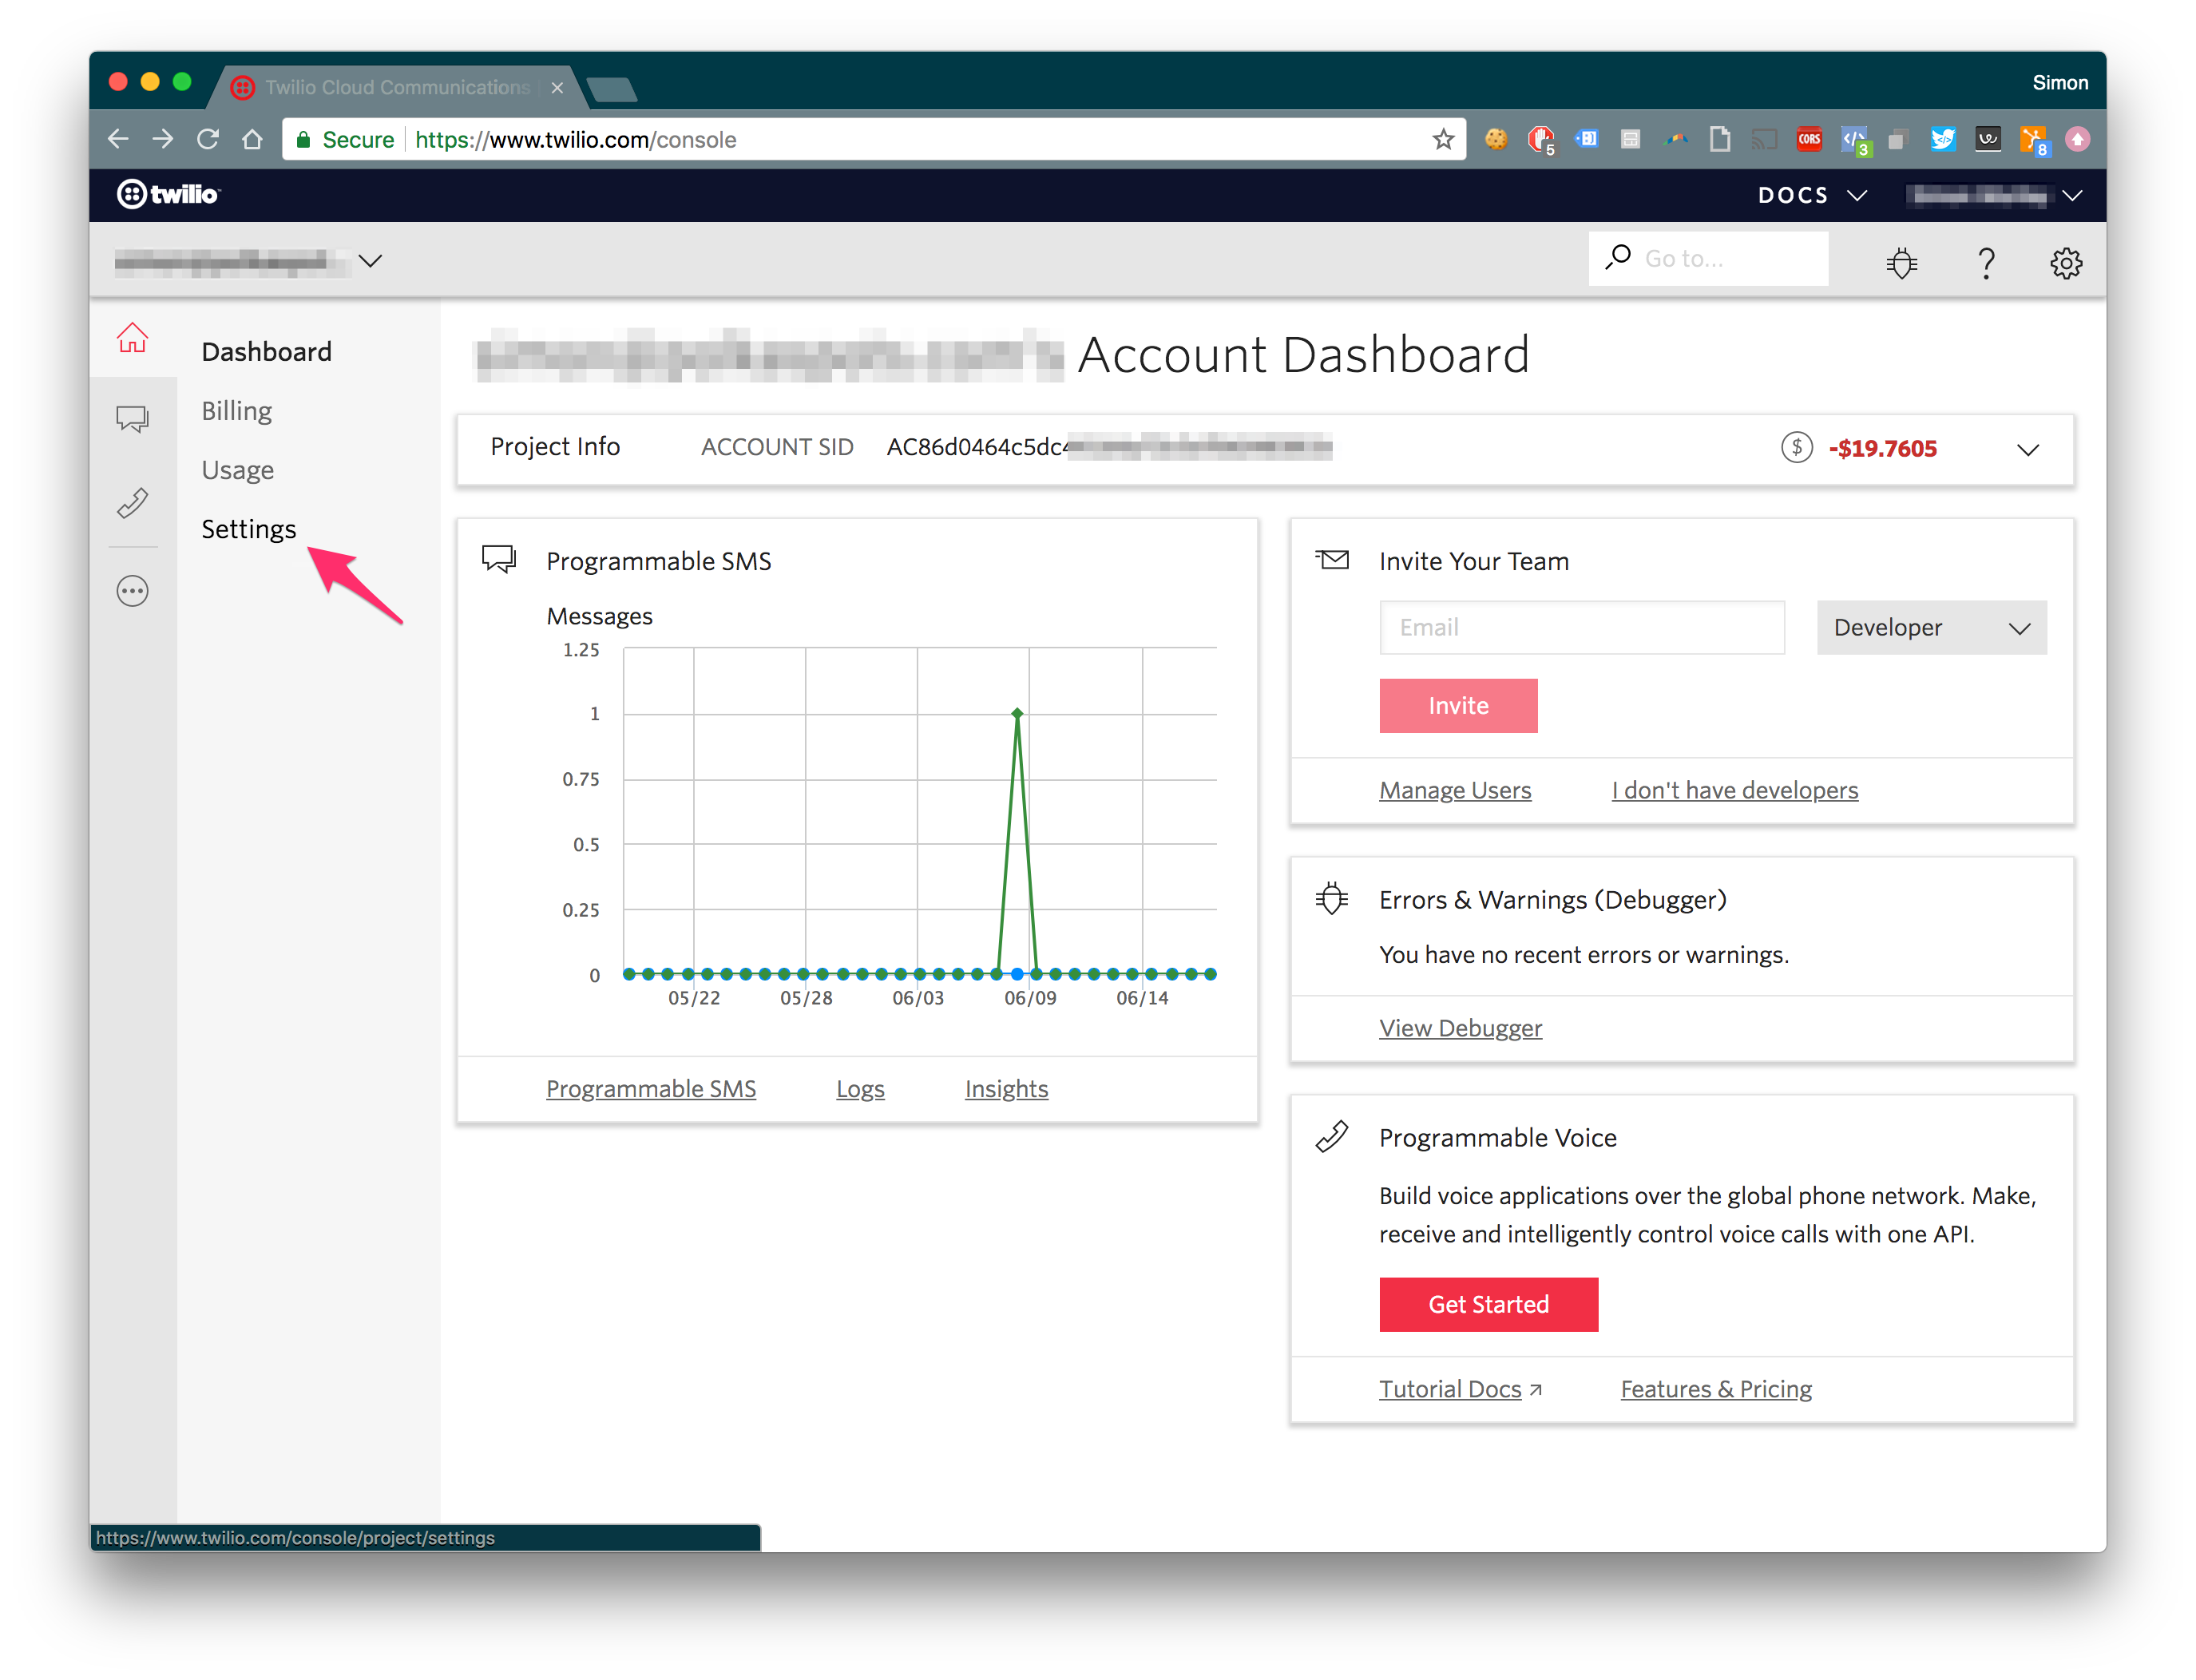 Twilio Cloud Communications
Simon
Secure https://www.twilio.com/console
5
CORS
3
8
twilio
DOCS
Go to...
Dashboard
Billing
Usage
Settings
Account Dashboard
Project Info ACCOUNT SID AC86d0464c5dc4 $ -$19.7605
Programmable SMS
Messages
1.25
1
0.75
0.5
0.25
0
05/22 05/28 06/03 06/09 06/14
Programmable SMS Logs Insights
Invite Your Team
Email Developer
Invite
Manage Users I don't have developers
Errors & Warnings (Debugger)
You have no recent errors or warnings.
View Debugger
Programmable Voice
Build voice applications over the global phone network. Make,
receive and intelligently control voice calls with one API.
Get Started
Tutorial Docs Features & Pricing
https://www.twilio.com/console/project/settings